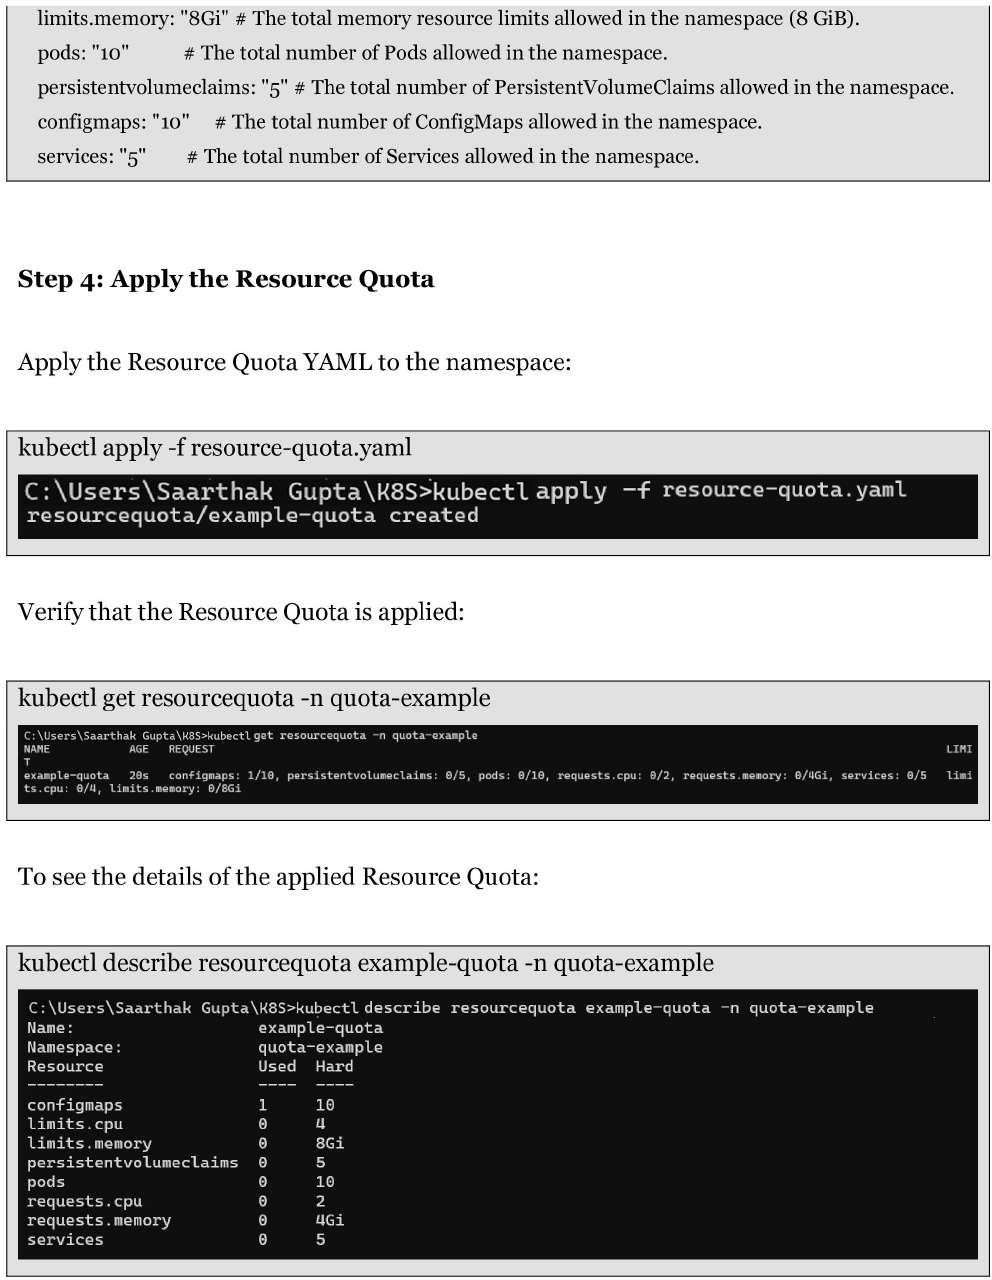 limits.memory: "8Gi" # The total memory resource limits allowed in the namespace (8 GiB).
pods: "10" # The total number of Pods allowed in the namespace.
persistentvolumeclaims: "5" # The total number of PersistentVolumeClaims allowed in the namespace.
configmaps: "10" # The total number of ConfigMaps allowed in the namespace.
services: "5" # The total number of Services allowed in the namespace.
Step 4: Apply the Resource Quota
Apply the Resource Quota YAML to the namespace:
kubectl apply -f resource-quota.yaml
C:\Users\Saarthak Gupta\K8S>kubectl apply -f resource-quota.yaml
resourcequota/example-quota created
Verify that the Resource Quota is applied:
kubectl get resourcequota -n quota-example
C:\Users\Saarthak Gupta\K8S>kubectl get resourcequota -n quota-example
NAME AGE REQUEST LIMI
T
example-quota 20s configmaps: 1/10, persistentvolumeclaims: 0/5, pods: 0/10, requests.cpu: 0/2, requests.memory: 0/4Gi, services: 0/5 limi
ts.cpu: 0/4, limits.memory: 0/8Gi
To see the details of the applied Resource Quota:
kubectl describe resourcequota example-quota -n quota-example
C:\Users\Saarthak Gupta\K8S>kubectl describe resourcequota example-quota -n quota-example
Name: example-quota
Namespace: quota-example
Resource Used Hard
-------- ---- ----
configmaps 1 10
limits.cpu 0 4
limits.memory 0 8Gi
persistentvolumeclaims 0 5
pods 0 10
requests.cpu 0 2
requests.memory 0 4Gi
services 0 5